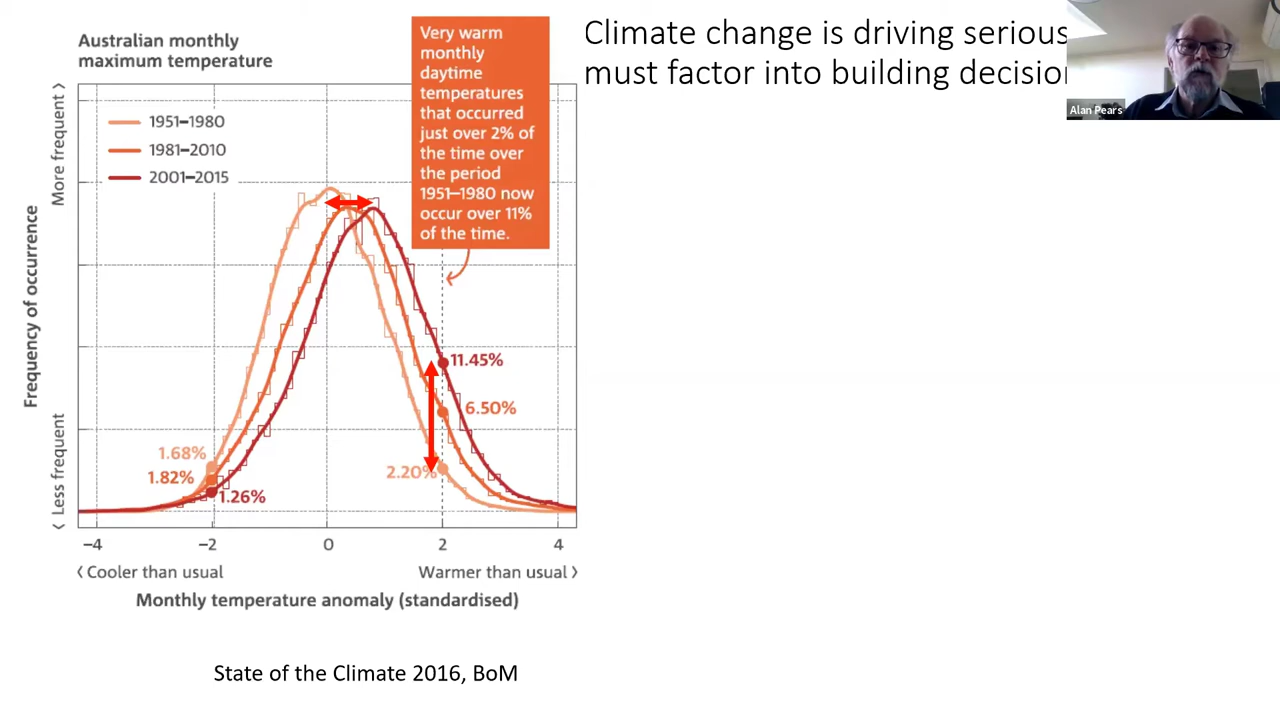 Climate change is driving serious
must factor into building decision
Alan Pears
Australian monthly
maximum temperature
1951–1980
1981–2010
2001–2015
Very warm
monthly
daytime
temperatures
that occurred
just over 2% of
the time over
the period
1951–1980 now
occur over 11%
of the time.
< Less frequent
Frequency of occurrence
More frequent >
11.45%
6.50%
2.20%
1.68%
1.82%
1.26%
−4
−2
0
2
4
< Cooler than usual
Warmer than usual >
Monthly temperature anomaly (standardised)
State of the Climate 2016, BoM